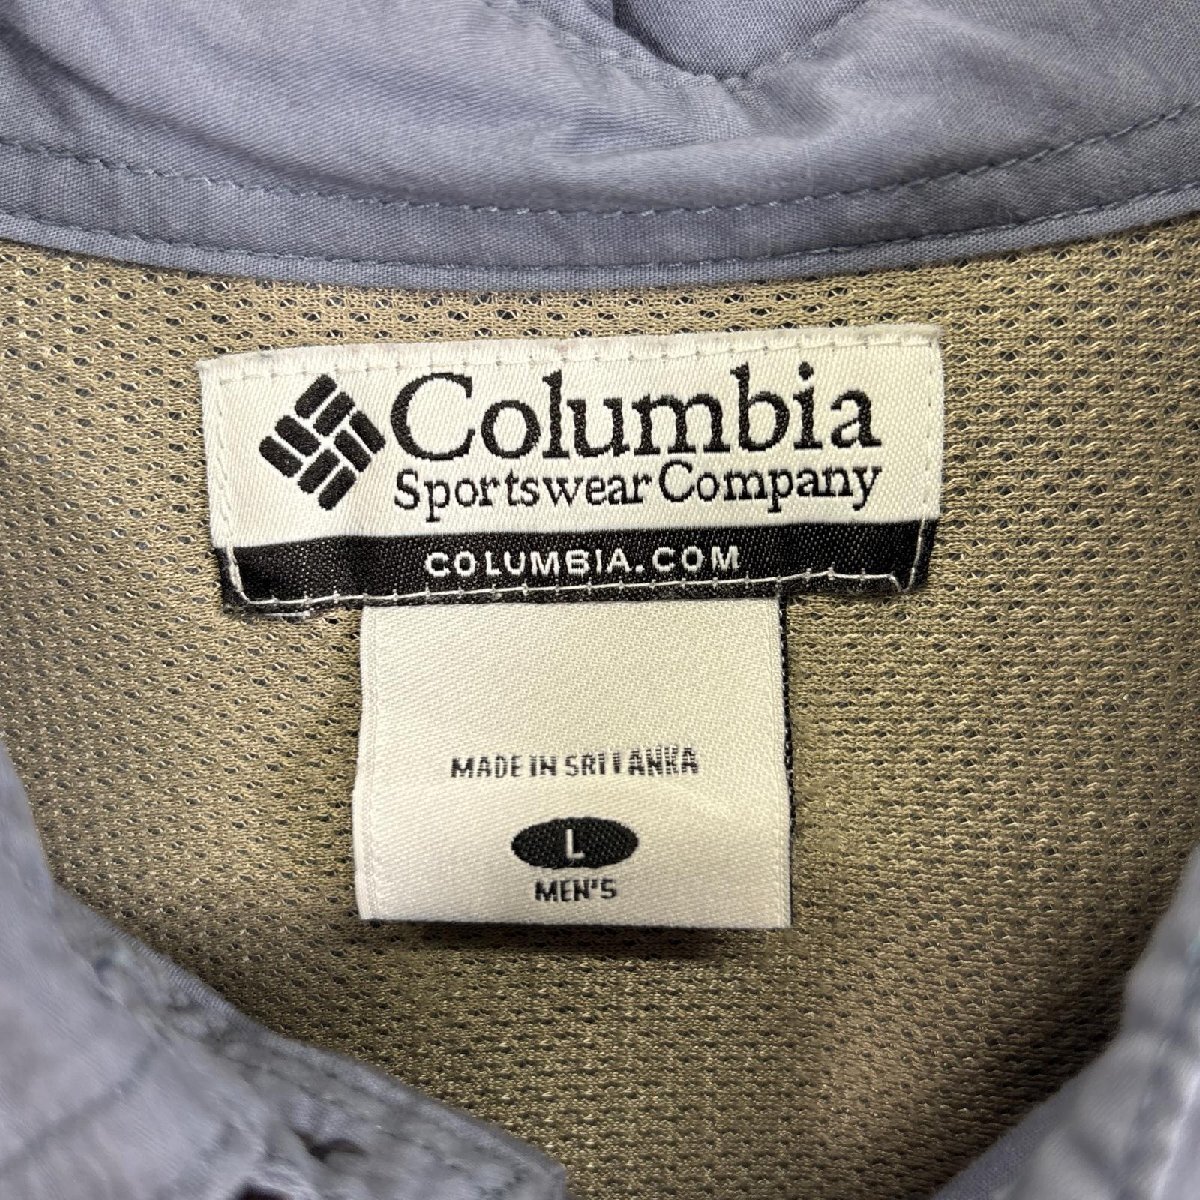 Columbia
Sportswear Company
COLUMBIA.COM
MADE IN SRI LANKA
L
MEN'S